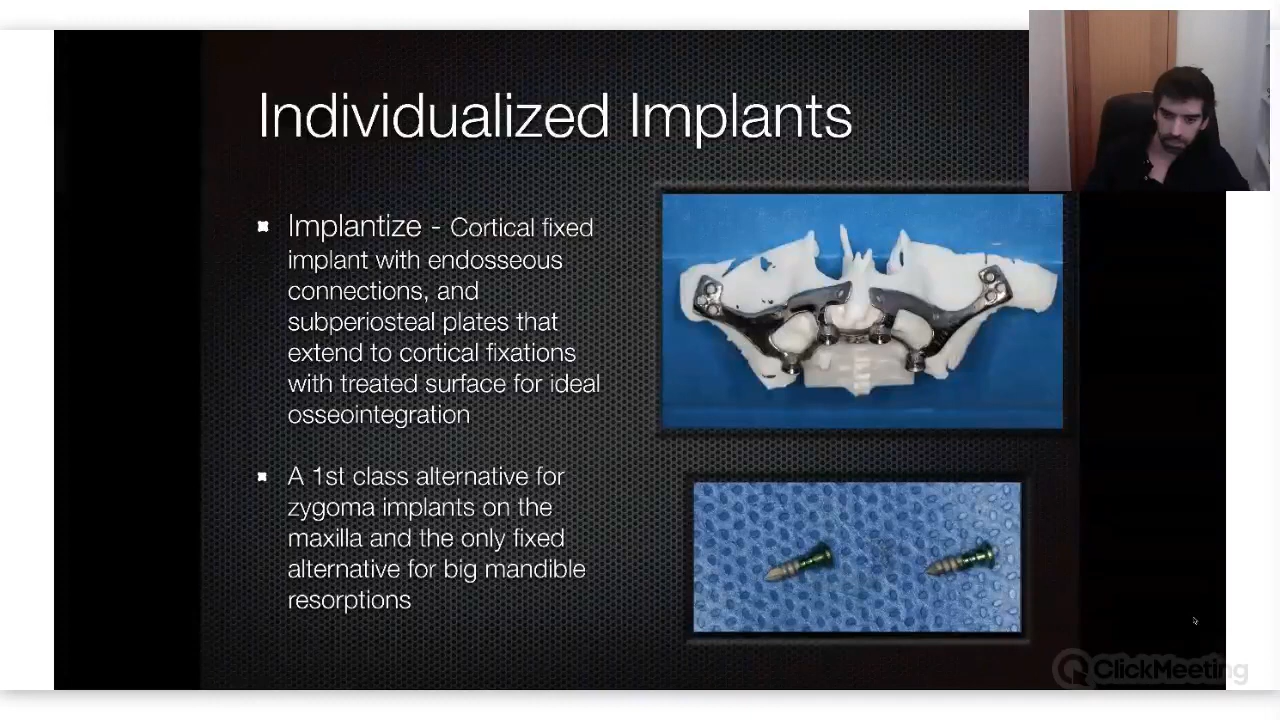 Individualized Implants
Implantize - Cortical fixed
implant with endosseous
connections, and
subperiosteal plates that
extend to cortical fixations
with treated surface for ideal
osseointegration
A 1st class alternative for
zygoma implants on the
maxilla and the only fixed
alternative for big mandible
resorptions
ClickMeeting